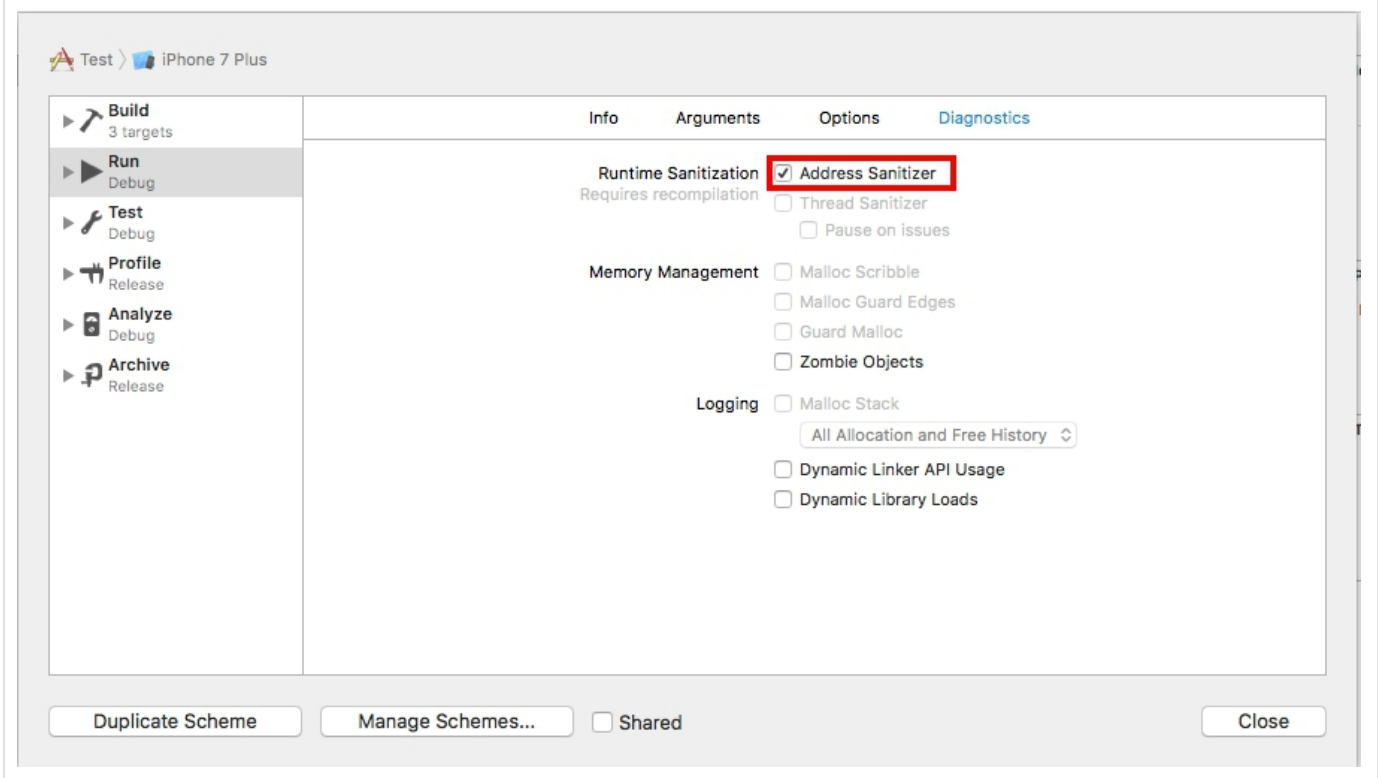 Test 〉 iPhone 7 Plus
Build
3 targets
Run
Debug
Test
Debug
Profile
Release
Analyze
Debug
Archive
Release
Info Arguments Options Diagnostics
Runtime Sanitization Address Sanitizer
Requires recompilation Thread Sanitizer
Pause on issues
Memory Management Malloc Scribble
Malloc Guard Edges
Guard Malloc
Zombie Objects
Logging Malloc Stack
All Allocation and Free History
Dynamic Linker API Usage
Dynamic Library Loads
Duplicate Scheme Manage Schemes... Shared Close